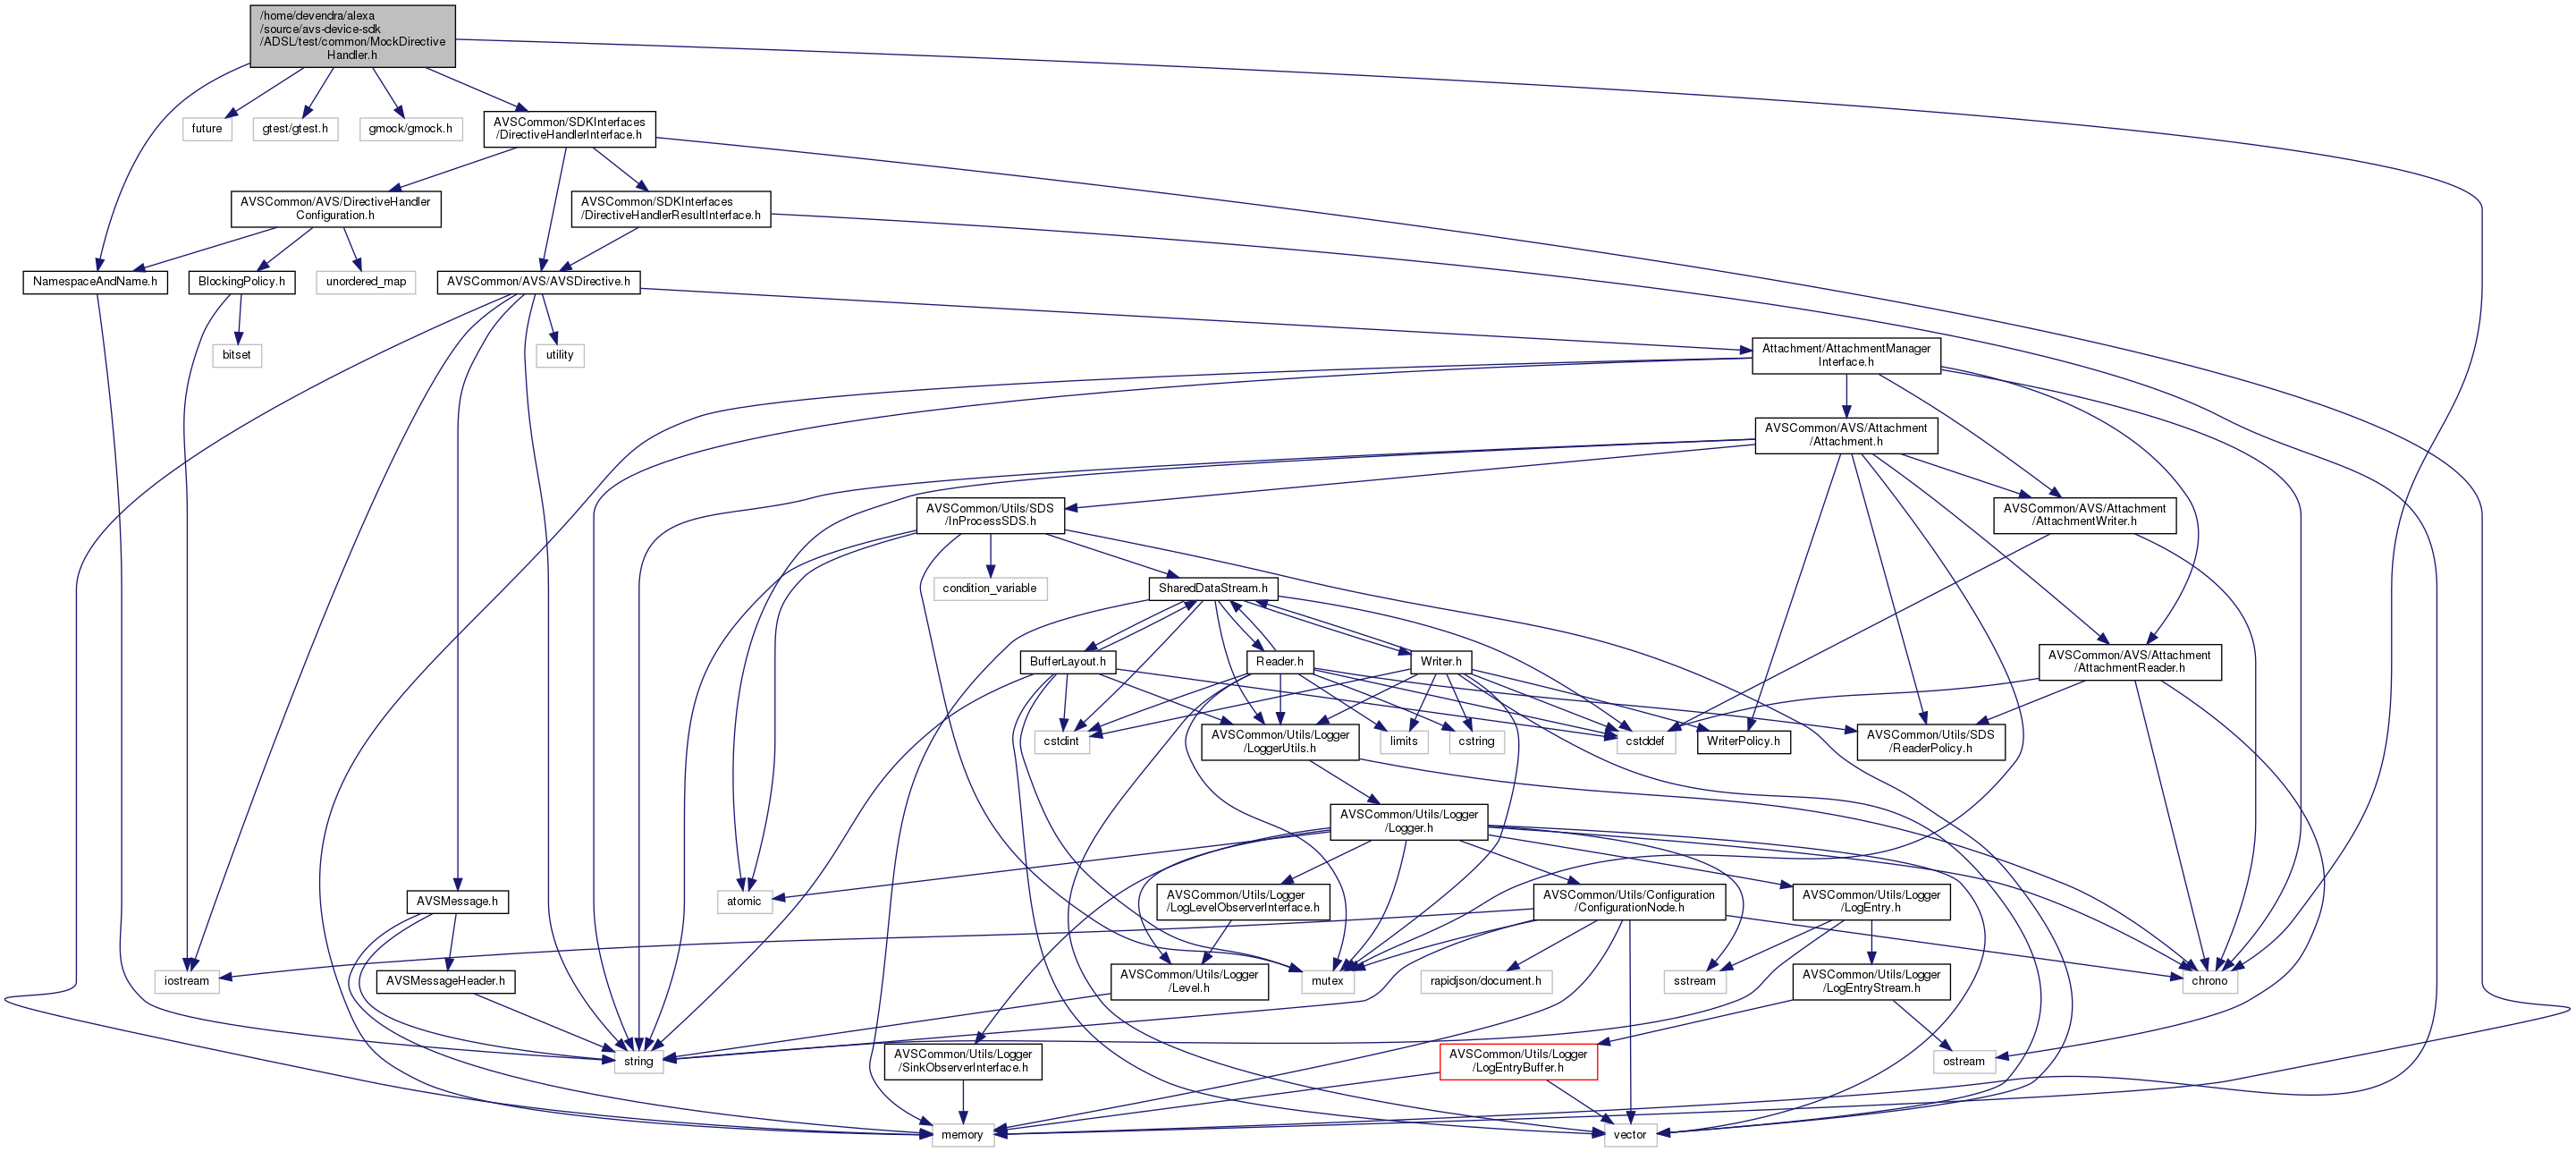 /home/devendra/alexa
/source/avs-device-sdk
/ADSL/test/common/MockDirective
Handler.h
future
gtest/gtest.h
gmock/gmock.h
AVSCommon/SDKInterfaces
/DirectiveHandlerInterface.h
AVSCommon/AVS/DirectiveHandler
Configuration.h
AVSCommon/SDKInterfaces
/DirectiveHandlerResultInterface.h
NamespaceAndName.h
BlockingPolicy.h
unordered_map
AVSCommon/AVS/AVSDirective.h
bitset
utility
Attachment/AttachmentManager
Interface.h
AVSCommon/AVS/Attachment
/Attachment.h
AVSCommon/Utils/SDS
/InProcessSDS.h
AVSCommon/AVS/Attachment
/AttachmentWriter.h
condition_variable
SharedDataStream.h
BufferLayout.h
Reader.h
Writer.h
AVSCommon/AVS/Attachment
/AttachmentReader.h
cstdint
AVSCommon/Utils/Logger
/LoggerUtils.h
limits
cstring
cstddef
WriterPolicy.h
AVSCommon/Utils/SDS
/ReaderPolicy.h
AVSCommon/Utils/Logger
/Logger.h
AVSMessage.h
atomic
AVSCommon/Utils/Logger
/LogLevelObserverInterface.h
AVSCommon/Utils/Configuration
/ConfigurationNode.h
AVSCommon/Utils/Logger
/LogEntry.h
iostream
AVSMessageHeader.h
AVSCommon/Utils/Logger
/Level.h
mutex
rapidjson/document.h
sstream
AVSCommon/Utils/Logger
/LogEntryStream.h
chrono
string
AVSCommon/Utils/Logger
/SinkObserverInterface.h
AVSCommon/Utils/Logger
/LogEntryBuffer.h
ostream
memory
vector